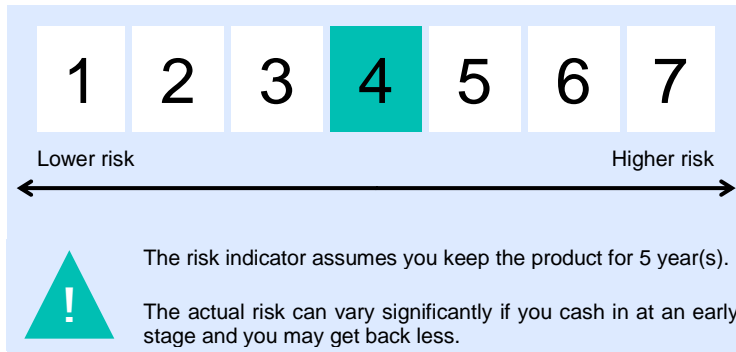 1 2 3 4 5 6 7
Lower risk Higher risk
The risk indicator assumes you keep the product for 5 year(s).
!
The actual risk can vary significantly if you cash in at an early
stage and you may get back less.